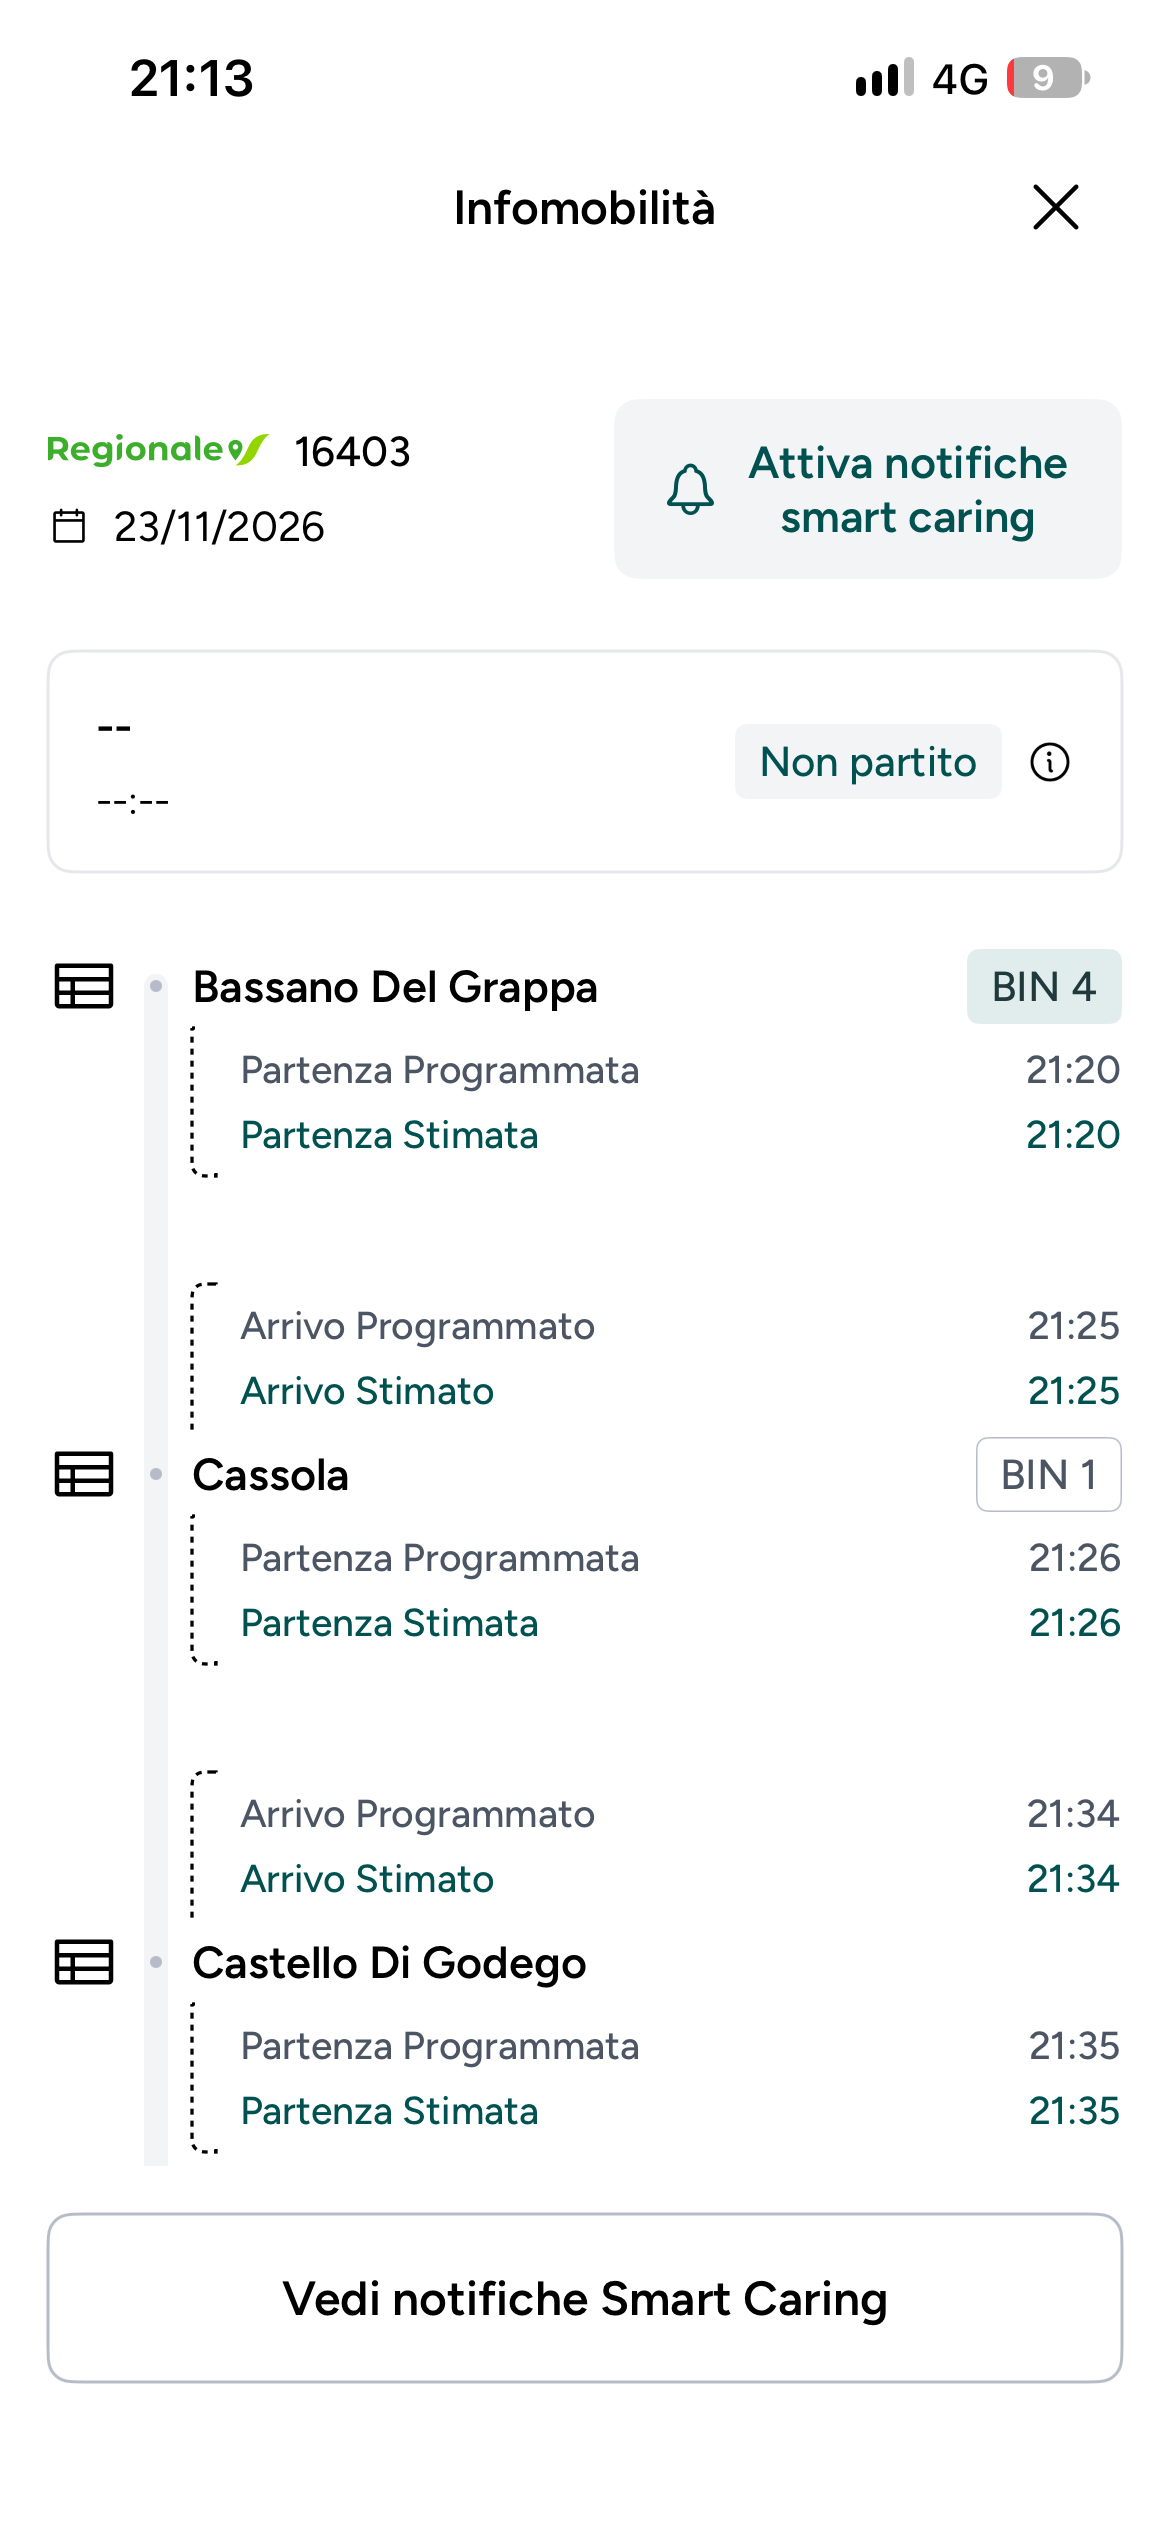 21:13
4G 9
Infomobilità
Regionale 16403
23/11/2026
Attiva notifiche
smart caring
--
--:--
Non partito
Bassano Del Grappa BIN 4
Partenza Programmata 21:20
Partenza Stimata 21:20
Arrivo Programmato 21:25
Arrivo Stimato 21:25
Cassola BIN 1
Partenza Programmata 21:26
Partenza Stimata 21:26
Arrivo Programmato 21:34
Arrivo Stimato 21:34
Castello Di Godego
Partenza Programmata 21:35
Partenza Stimata 21:35
Vedi notifiche Smart Caring